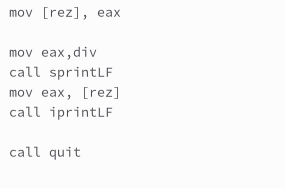 mov [rez], eax
mov eax,div
call sprintLF
mov eax, [rez]
call iprintLF
call quit